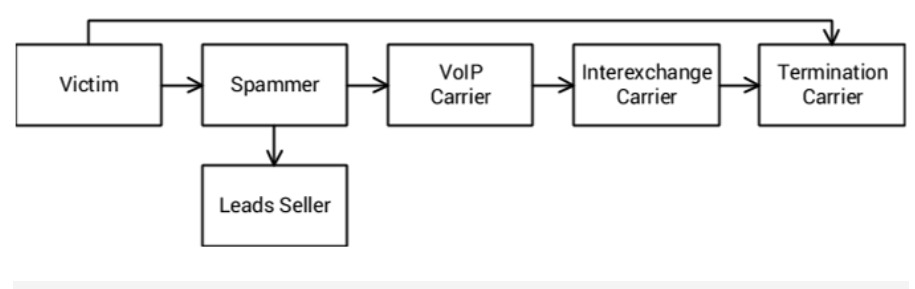 Victim
Spammer
VoIP
Carrier
Interexchange
Carrier
Termination
Carrier
Leads Seller